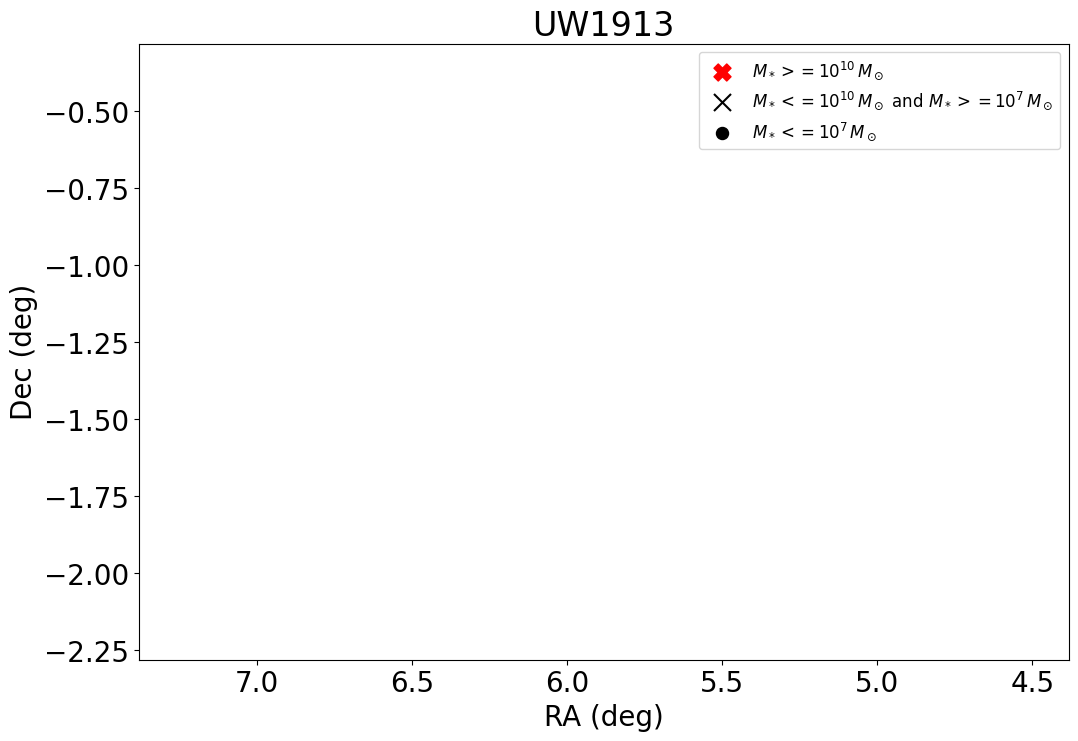 UW1913
M* >= 10^10 M⊙
M* <= 10^10 M⊙ and M* >= 10^7 M⊙
M* <= 10^7 M⊙
Dec (deg)
−0.50
−0.75
−1.00
−1.25
−1.50
−1.75
−2.00
−2.25
7.0 6.5 6.0 5.5 5.0 4.5
RA (deg)